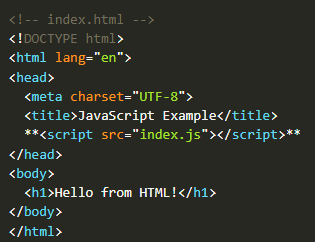 <!-- index.html -->
<!DOCTYPE html>
<html lang="en">
<head>
  <meta charset="UTF-8">
  <title>JavaScript Example</title>
  **<script src="index.js"></script>**
</head>
<body>
  <h1>Hello from HTML!</h1>
</body>
</html>